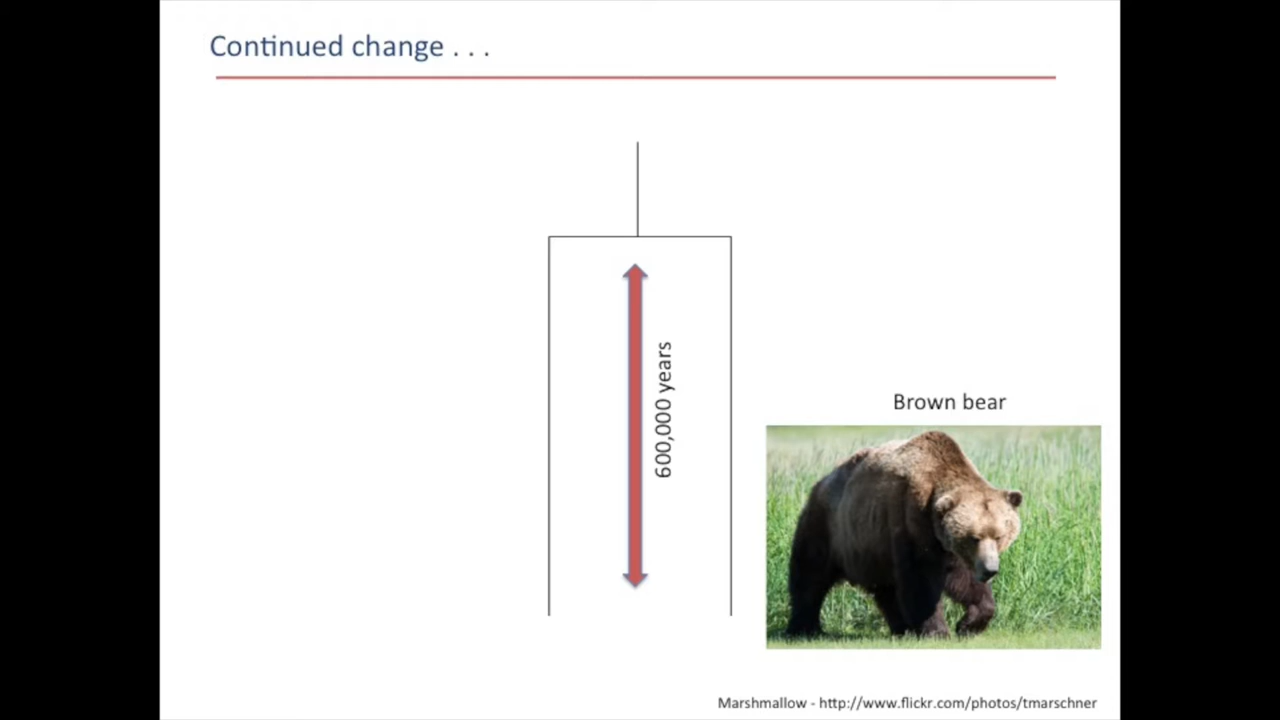 Continued change . . .
600,000 years
Brown bear
Marshmallow - http://www.flickr.com/photos/tmarschner